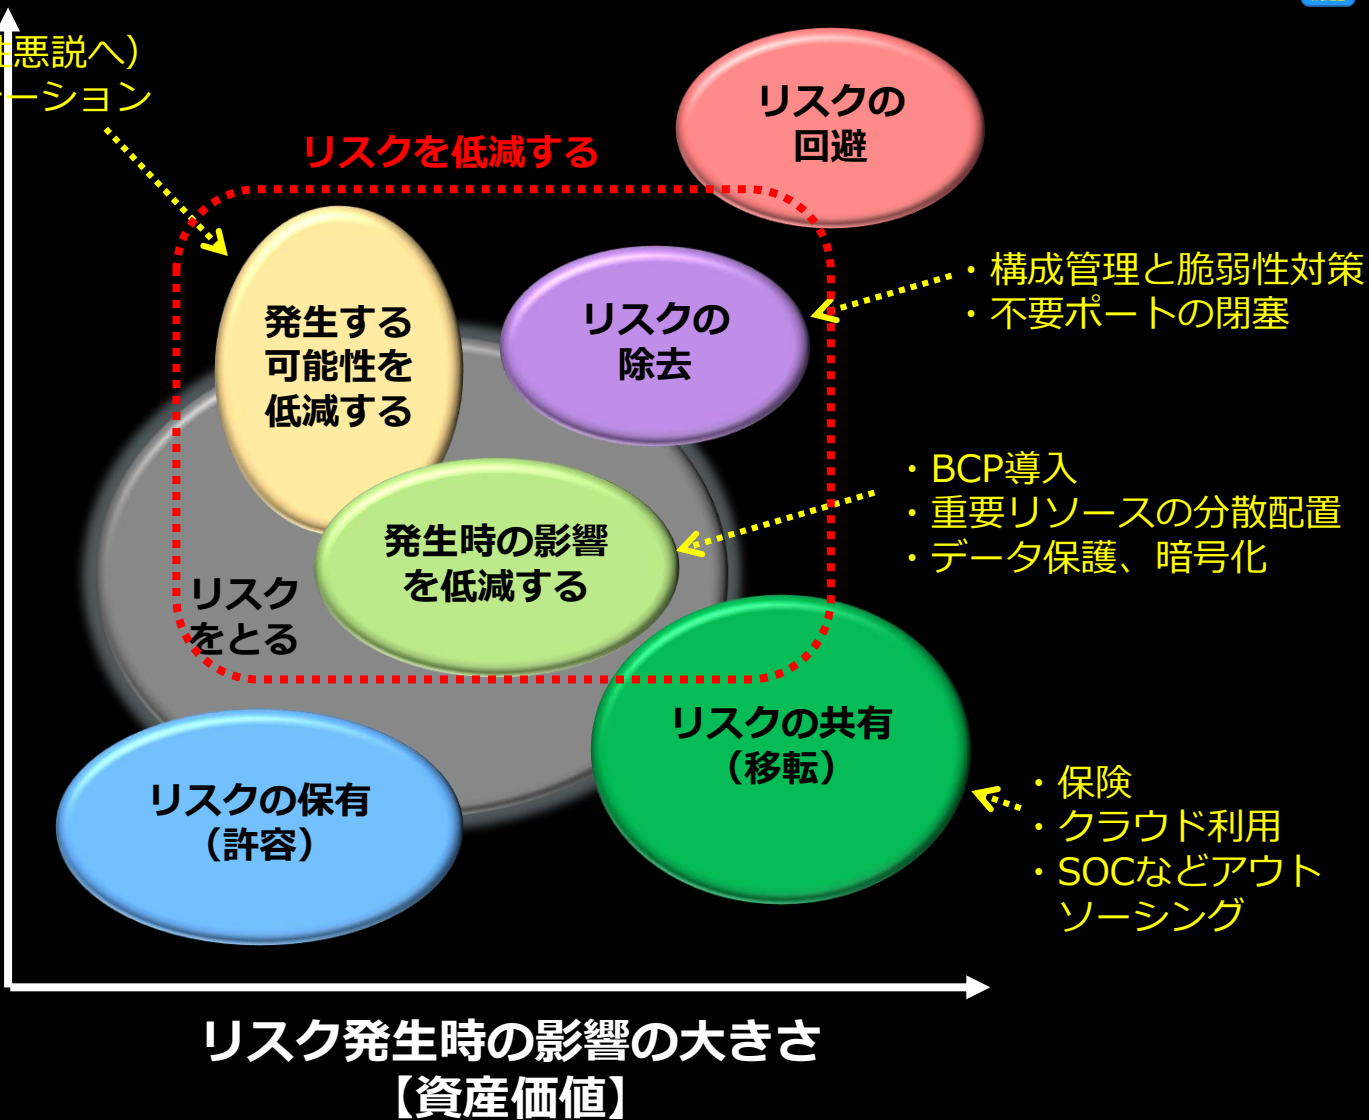 悪説へ）
ーション
リスクの
回避
リスクを低減する
・構成管理と脆弱性対策
・不要ポートの閉塞
発生する
可能性を
低減する
リスクの
除去
・BCP導入
・重要リソースの分散配置
・データ保護、暗号化
発生時の影響
を低減する
リスク
をとる
リスクの共有
（移転）
・保険
・クラウド利用
・SOCなどアウト
ソーシング
リスクの保有
（許容）
リスク発生時の影響の大きさ
【資産価値】